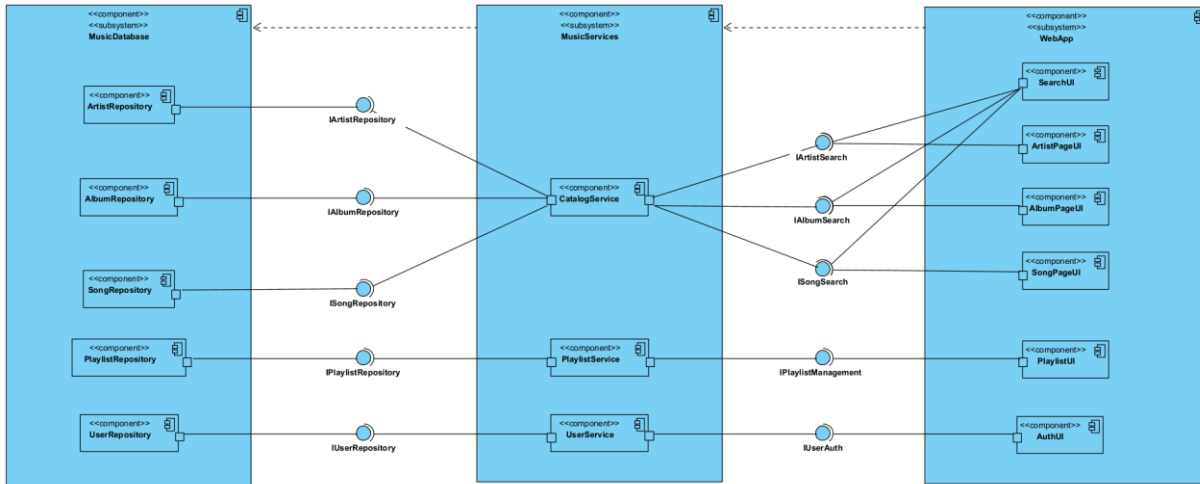 <<component>>
<<subsystem>>
MusicDatabase
<<component>>
ArtistRepository
<<component>>
AlbumRepository
<<component>>
SongRepository
<<component>>
PlaylistRepository
<<component>>
UserRepository
IArtistRepository
IAlbumRepository
ISongRepository
IPlaylistRepository
IUserRepository
<<component>>
<<subsystem>>
MusicServices
<<component>>
CatalogService
<<component>>
PlaylistService
<<component>>
UserService
IArtistSearch
IAlbumSearch
ISongSearch
IPlaylistManagement
IUserAuth
<<component>>
<<subsystem>>
WebApp
<<component>>
SearchUI
<<component>>
ArtistPageUI
<<component>>
AlbumPageUI
<<component>>
SongPageUI
<<component>>
PlaylistUI
<<component>>
AuthUI